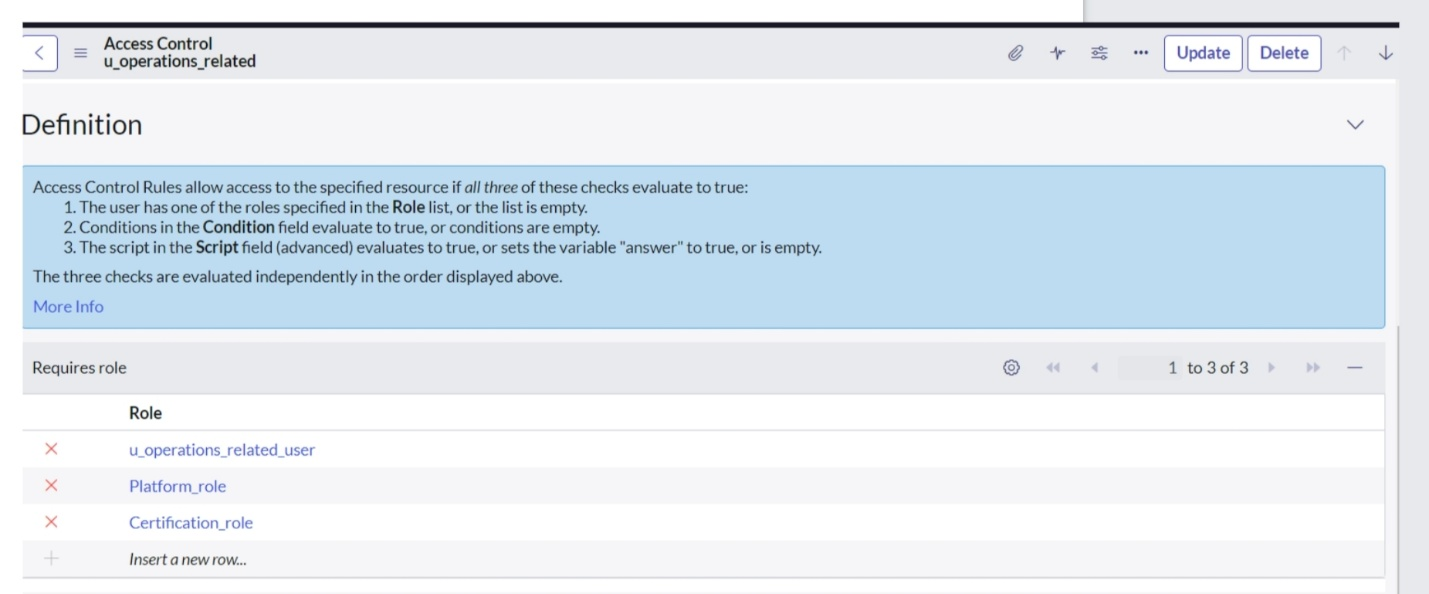 Access Control
u_operations_related
Update
Delete
Definition
Access Control Rules allow access to the specified resource if all three of these checks evaluate to true:
1. The user has one of the roles specified in the Role list, or the list is empty.
2. Conditions in the Condition field evaluate to true, or conditions are empty.
3. The script in the Script field (advanced) evaluates to true, or sets the variable "answer" to true, or is empty.
The three checks are evaluated independently in the order displayed above.
More Info
Requires role
1 to 3 of 3
Role
u_operations_related_user
Platform_role
Certification_role
Insert a new row...